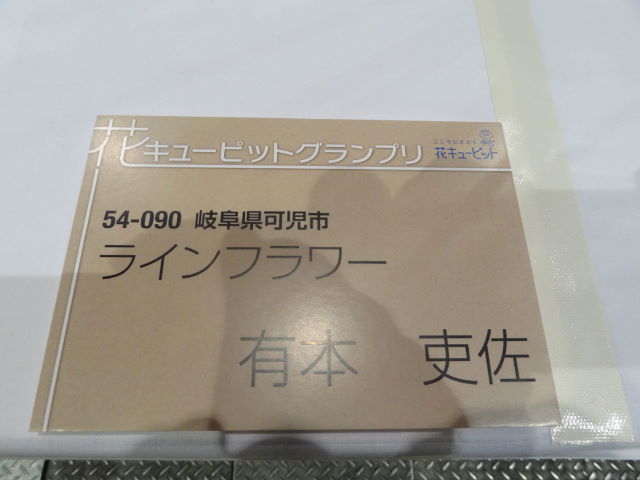 花キューピットグランプリ
こころにとどく
花キューピット
54-090 岐阜県可児市
ラインフラワー
有本 吏佐